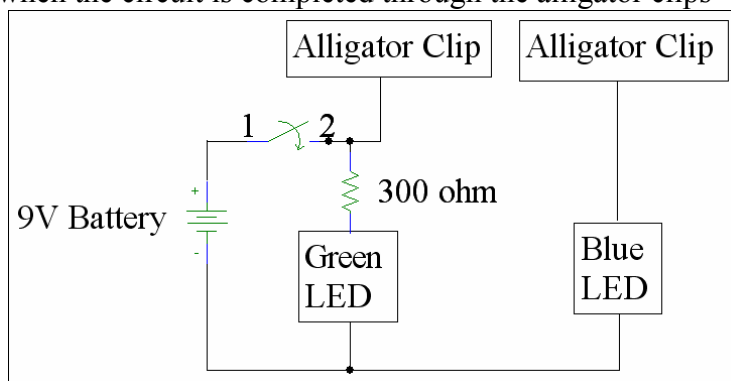 when the circuit is completed through the alligator clips
Alligator Clip
Alligator Clip
1
2
+
9V Battery
-
300 ohm
Green
LED
Blue
LED